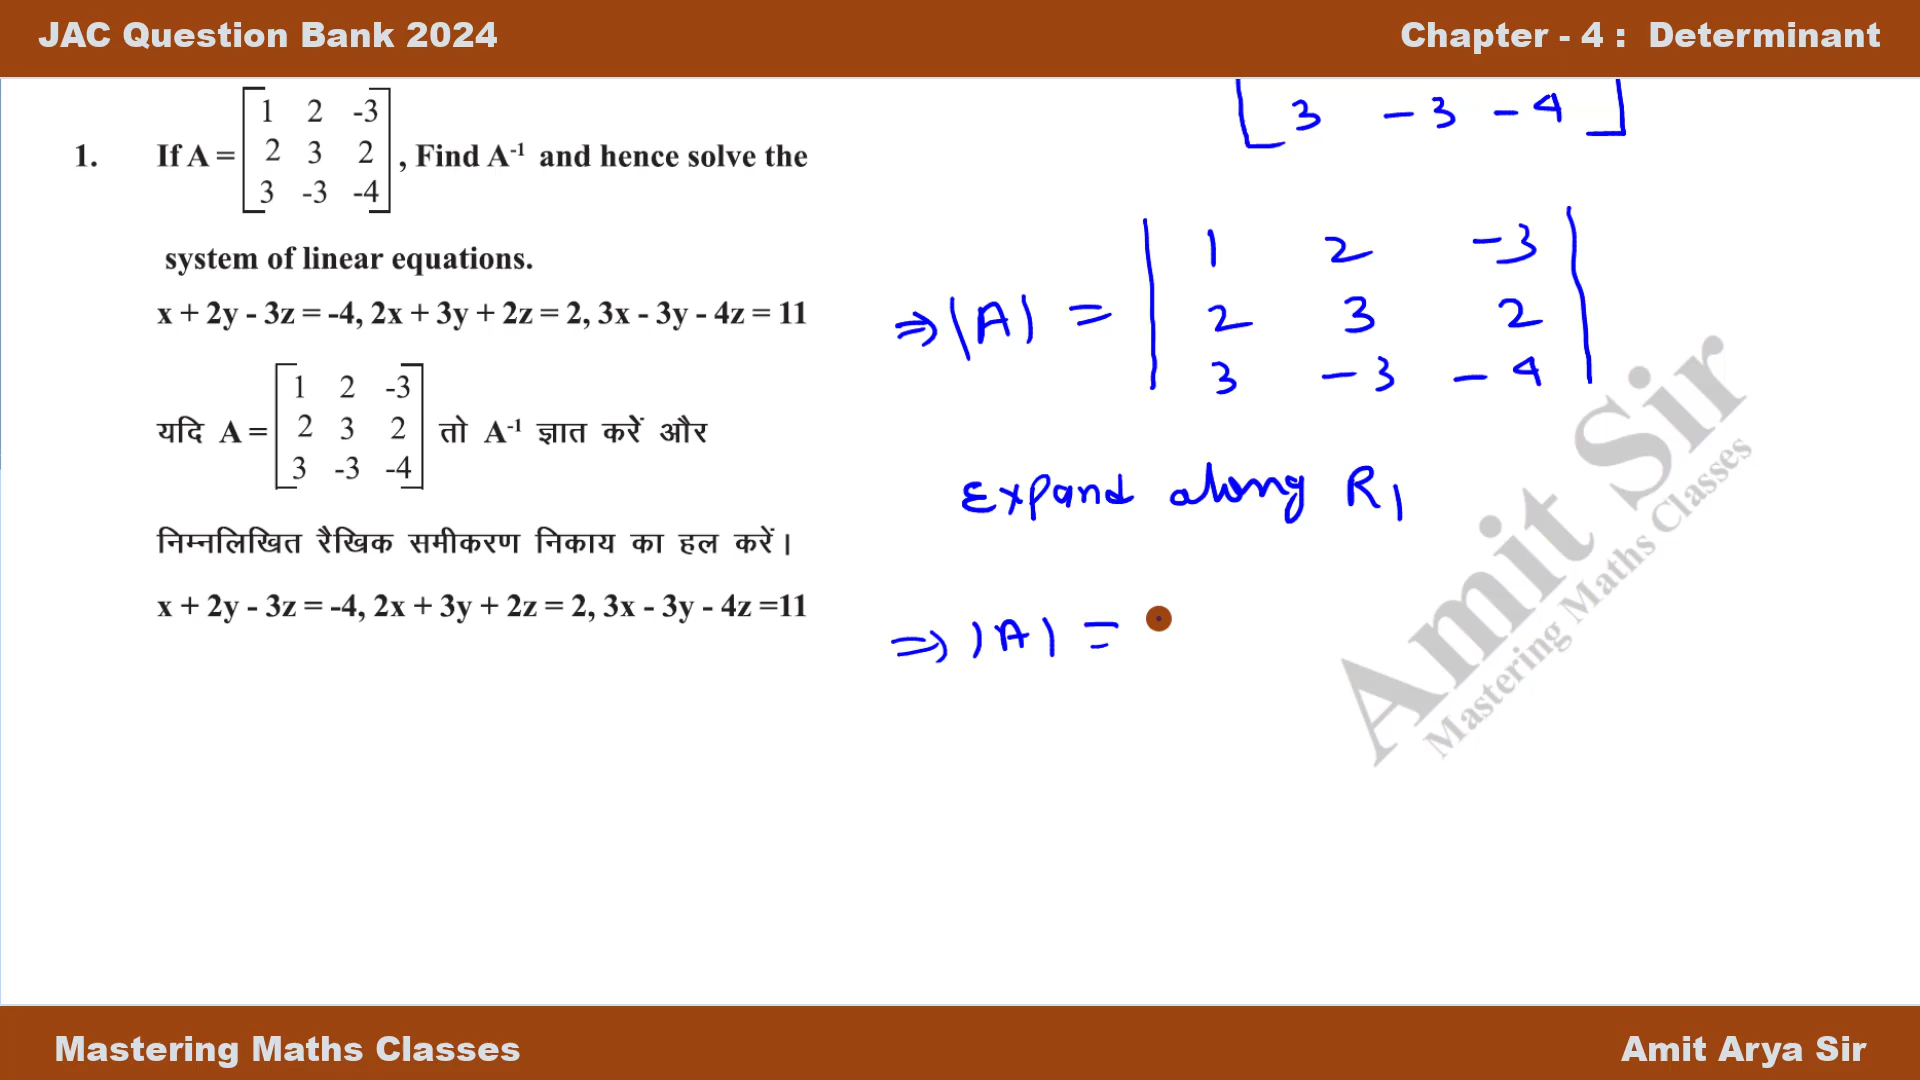 JAC Question Bank 2024
Chapter - 4 : Determinant
1. If A = [1 2 -3
2 3 2
3 -3 -4] , Find A⁻¹ and hence solve the
system of linear equations.
x + 2y - 3z = -4, 2x + 3y + 2z = 2, 3x - 3y - 4z = 11
यदि A = [1 2 -3
2 3 2
3 -3 -4] तो A⁻¹ ज्ञात करें और
निम्नलिखित रैखिक समीकरण निकाय का हल करें।
x + 2y - 3z = -4, 2x + 3y + 2z = 2, 3x - 3y - 4z =11
[3 -3 -4]
⇒ |A| = |1 2 -3
2 3 2
3 -3 -4|
Expand along R₁
⇒ |A| =
Amit Sir
Mastering Maths Classes
Mastering Maths Classes
Amit Arya Sir